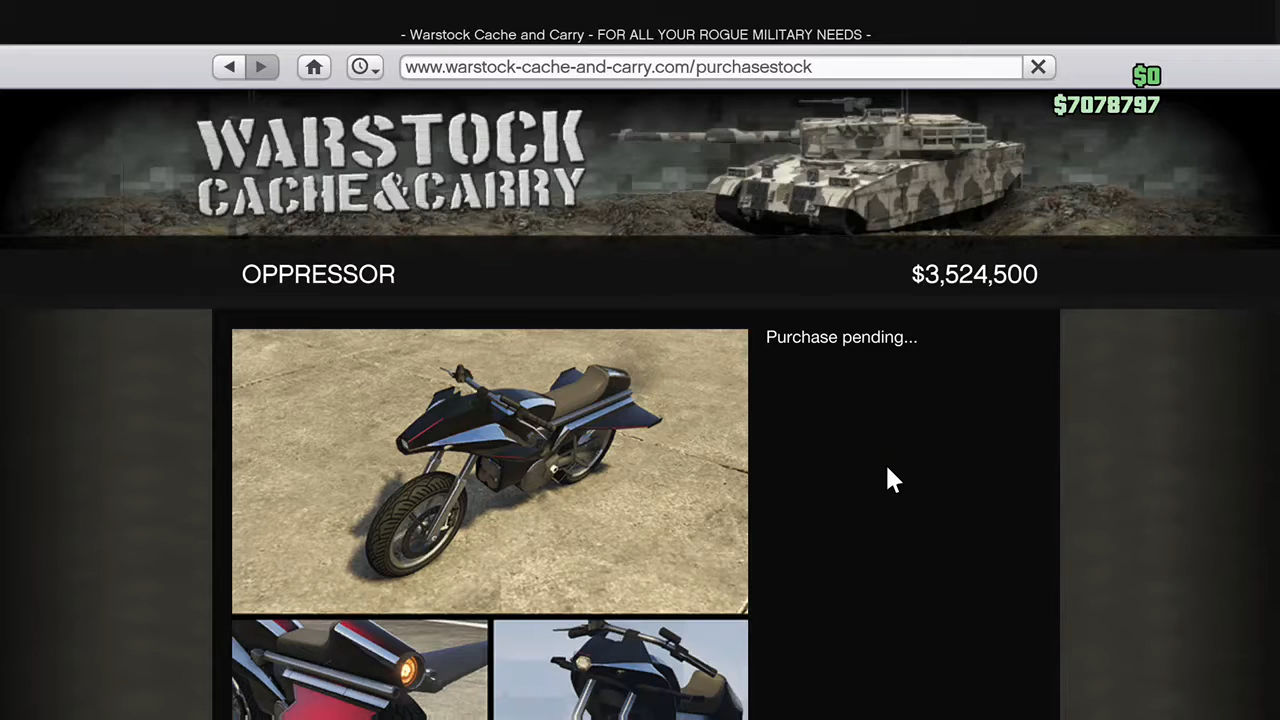 - Warstock Cache and Carry - FOR ALL YOUR ROGUE MILITARY NEEDS -
www.warstock-cache-and-carry.com/purchasestock
$0
$7078797
WARSTOCK
CACHE&CARRY
OPPRESSOR
$3,524,500
Purchase pending...